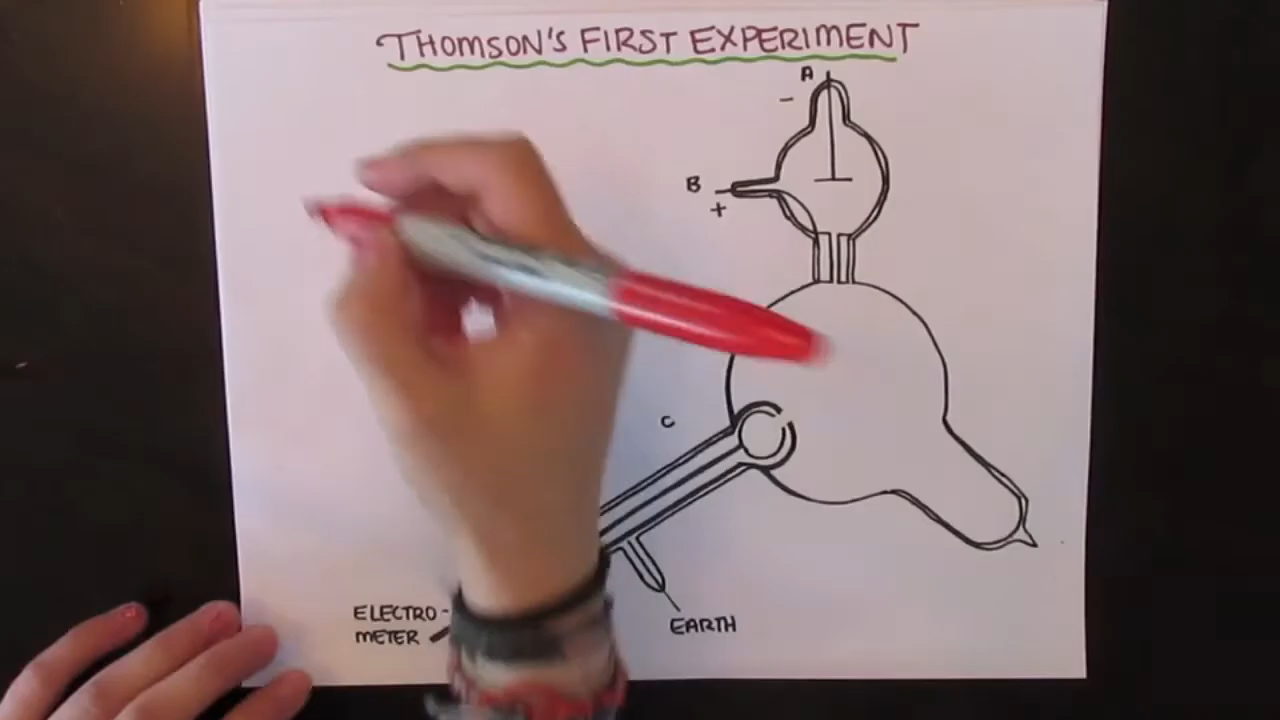 THOMSON'S FIRST EXPERIMENT
A
-
B
+
C
ELECTRO-
METER
EARTH